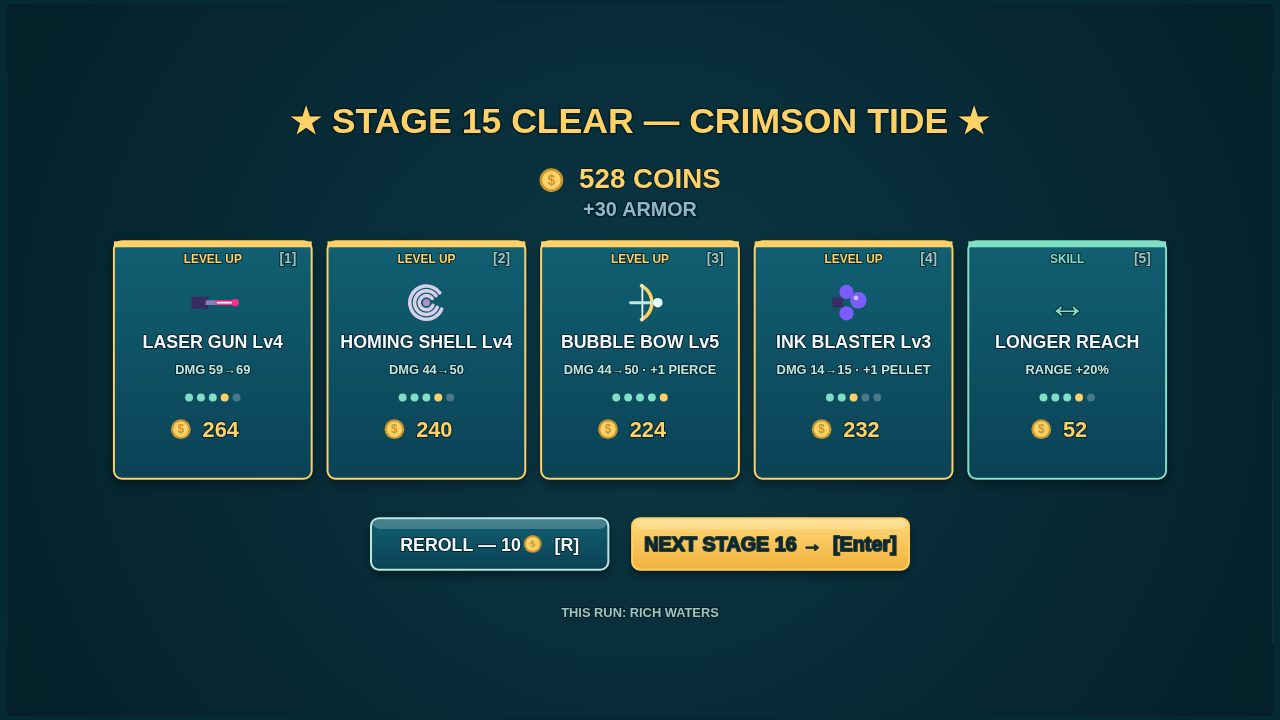 ★ STAGE 15 CLEAR — CRIMSON TIDE ★
$ 528 COINS
+30 ARMOR
LEVEL UP [1]
LASER GUN Lv4
DMG 59→69
$ 264
LEVEL UP [2]
HOMING SHELL Lv4
DMG 44→50
$ 240
LEVEL UP [3]
BUBBLE BOW Lv5
DMG 44→50 · +1 PIERCE
$ 224
LEVEL UP [4]
INK BLASTER Lv3
DMG 14→15 · +1 PELLET
$ 232
SKILL [5]
↔
LONGER REACH
RANGE +20%
$ 52
REROLL — 10 $ [R]
NEXT STAGE 16 → [Enter]
THIS RUN: RICH WATERS